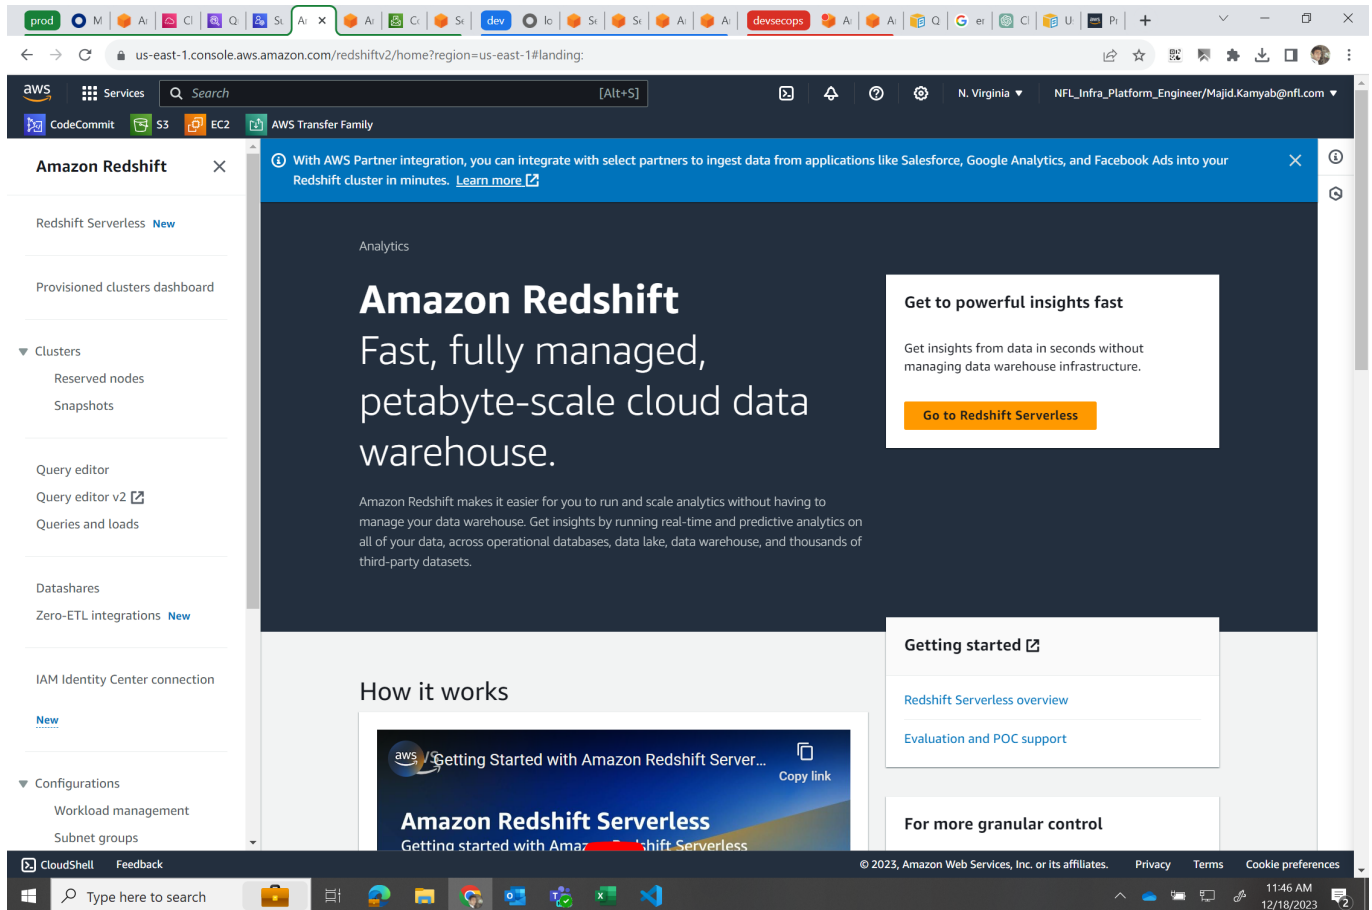 prod
dev
devsecops
us-east-1.console.aws.amazon.com/redshiftv2/home?region=us-east-1#landing:
aws
Services
Search
[Alt+S]
N. Virginia
NFL_Infra_Platform_Engineer/Majid.Kamyab@nfl.com
CodeCommit
S3
EC2
AWS Transfer Family
Amazon Redshift
Redshift Serverless New
Provisioned clusters dashboard
Clusters
Reserved nodes
Snapshots
Query editor
Query editor v2
Queries and loads
Datashares
Zero-ETL integrations New
IAM Identity Center connection
New
Configurations
Workload management
Subnet groups
With AWS Partner integration, you can integrate with select partners to ingest data from applications like Salesforce, Google Analytics, and Facebook Ads into your
Redshift cluster in minutes. Learn more
Analytics
Amazon Redshift
Fast, fully managed,
petabyte-scale cloud data
warehouse.
Amazon Redshift makes it easier for you to run and scale analytics without having to
manage your data warehouse. Get insights by running real-time and predictive analytics on
all of your data, across operational databases, data lake, data warehouse, and thousands of
third-party datasets.
Get to powerful insights fast
Get insights from data in seconds without
managing data warehouse infrastructure.
Go to Redshift Serverless
How it works
aws
Getting Started with Amazon Redshift Server...
Copy link
Amazon Redshift Serverless
Getting started with Amazon Redshift Serverless
Getting started
Redshift Serverless overview
Evaluation and POC support
For more granular control
CloudShell
Feedback
© 2023, Amazon Web Services, Inc. or its affiliates.
Privacy
Terms
Cookie preferences
Type here to search
11:46 AM
12/18/2023
2